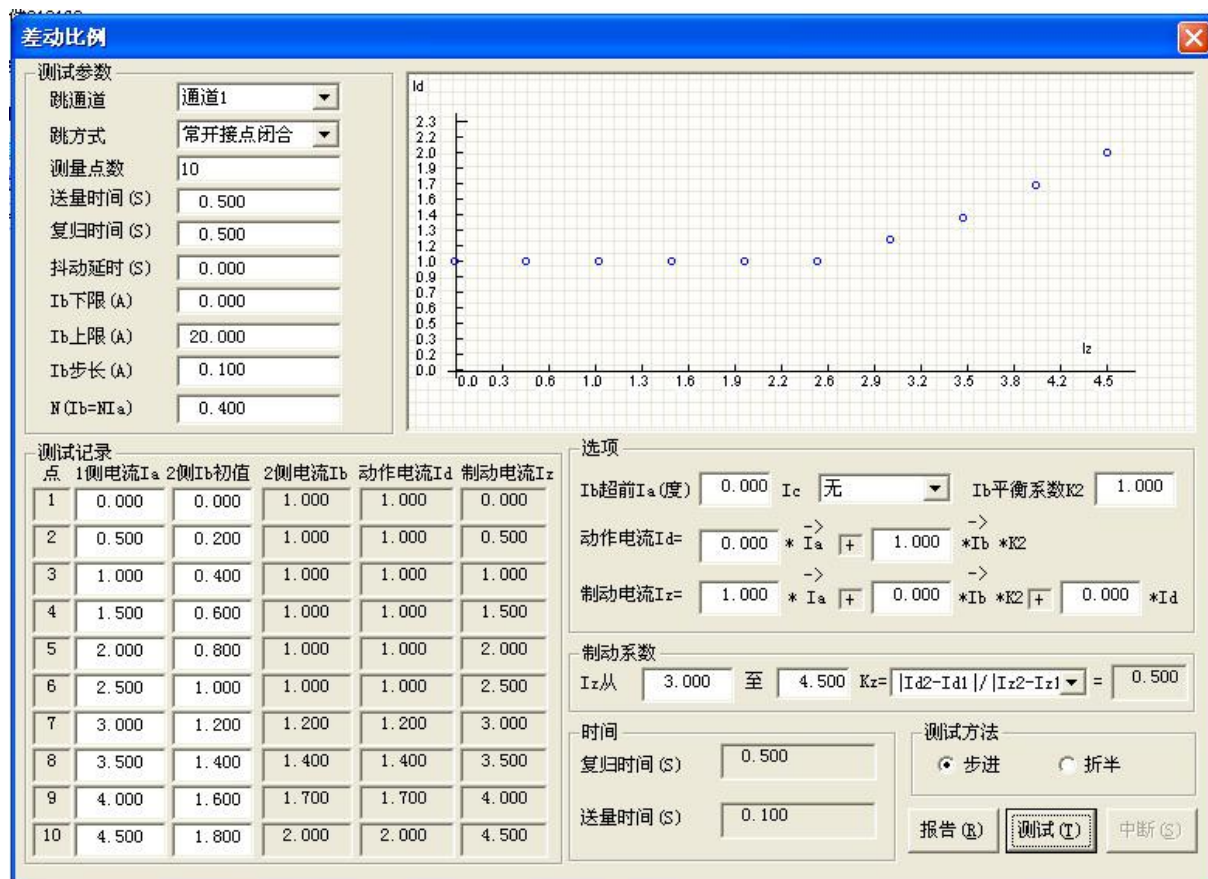 差动比例
测试参数
跳通道 通道1
跳方式 常开接点闭合
测量点数 10
送量时间(S) 0.500
复归时间(S) 0.500
抖动延时(S) 0.000
Ib下限(A) 0.000
Ib上限(A) 20.000
Ib步长(A) 0.100
N(Ib=NIa) 0.400
Id
2.3
2.2
2.0
1.9
1.7
1.6
1.4
1.3
1.2
1.0
0.9
0.7
0.6
0.5
0.3
0.2
0.0
Iz
0.0 0.3 0.6 1.0 1.3 1.6 1.9 2.2 2.6 2.9 3.2 3.5 3.8 4.2 4.5
测试记录
点 1侧电流Ia 2侧Ib初值 2侧电流Ib 动作电流Id 制动电流Iz
1 0.000 0.000 1.000 1.000 0.000
2 0.500 0.200 1.000 1.000 0.500
3 1.000 0.400 1.000 1.000 1.000
4 1.500 0.600 1.000 1.000 1.500
5 2.000 0.800 1.000 1.000 2.000
6 2.500 1.000 1.000 1.000 2.500
7 3.000 1.200 1.200 1.200 3.000
8 3.500 1.400 1.400 1.400 3.500
9 4.000 1.600 1.700 1.700 4.000
10 4.500 1.800 2.000 2.000 4.500
选项
Ib超前Ia(度) 0.000 Ic 无 Ib平衡系数K2 1.000
-> ->
动作电流Id= 0.000 * Ia + 1.000 *Ib *K2
-> ->
制动电流Iz= 1.000 * Ia + 0.000 *Ib *K2 + 0.000 *Id
制动系数
Iz从 3.000 至 4.500 Kz= |Id2-Id1|/|Iz2-Iz1 = 0.500
时间
复归时间(S) 0.500
送量时间(S) 0.100
测试方法
步进 折半
报告(R) 测试(T) 中断(S)